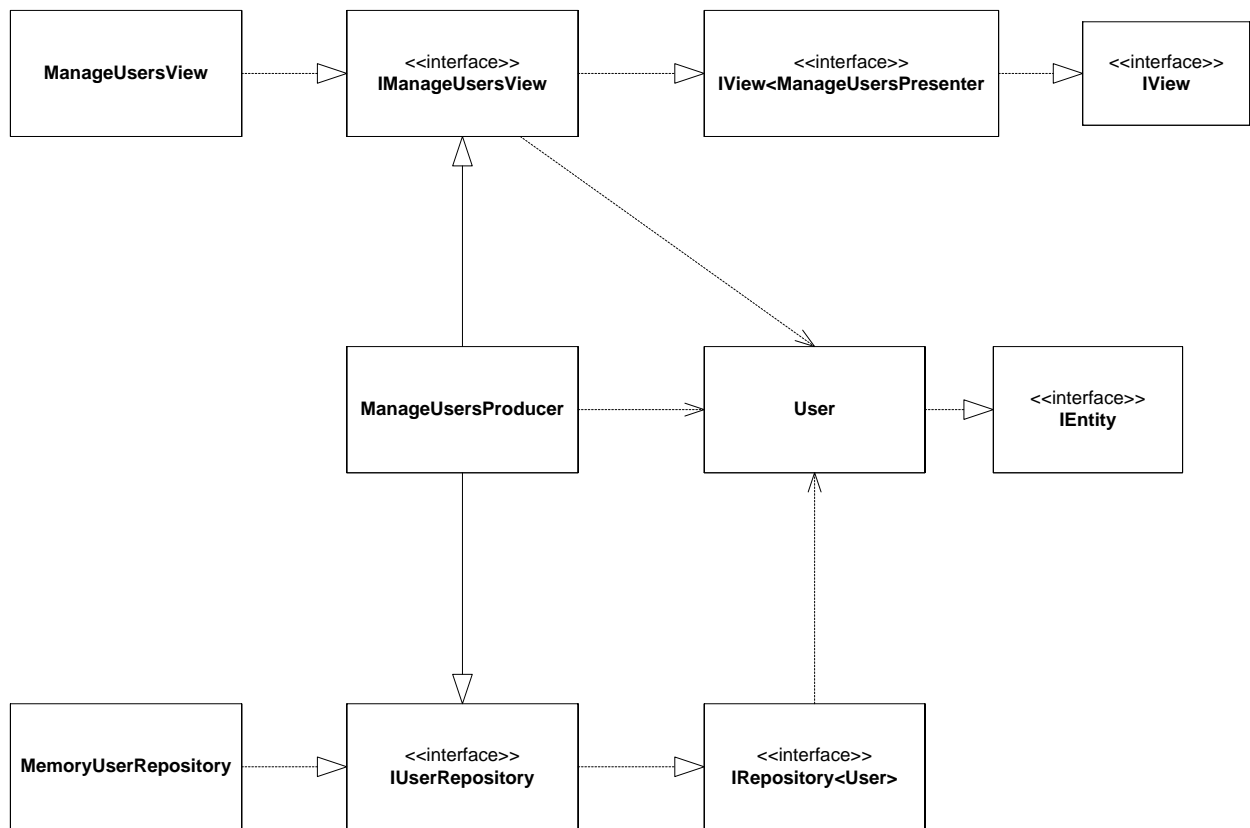 ManageUsersView
<<interface>>
IManageUsersView
<<interface>>
IView<ManageUsersPresenter
<<interface>>
IView
ManageUsersProducer
User
<<interface>>
IEntity
MemoryUserRepository
<<interface>>
IUserRepository
<<interface>>
IRepository<User>